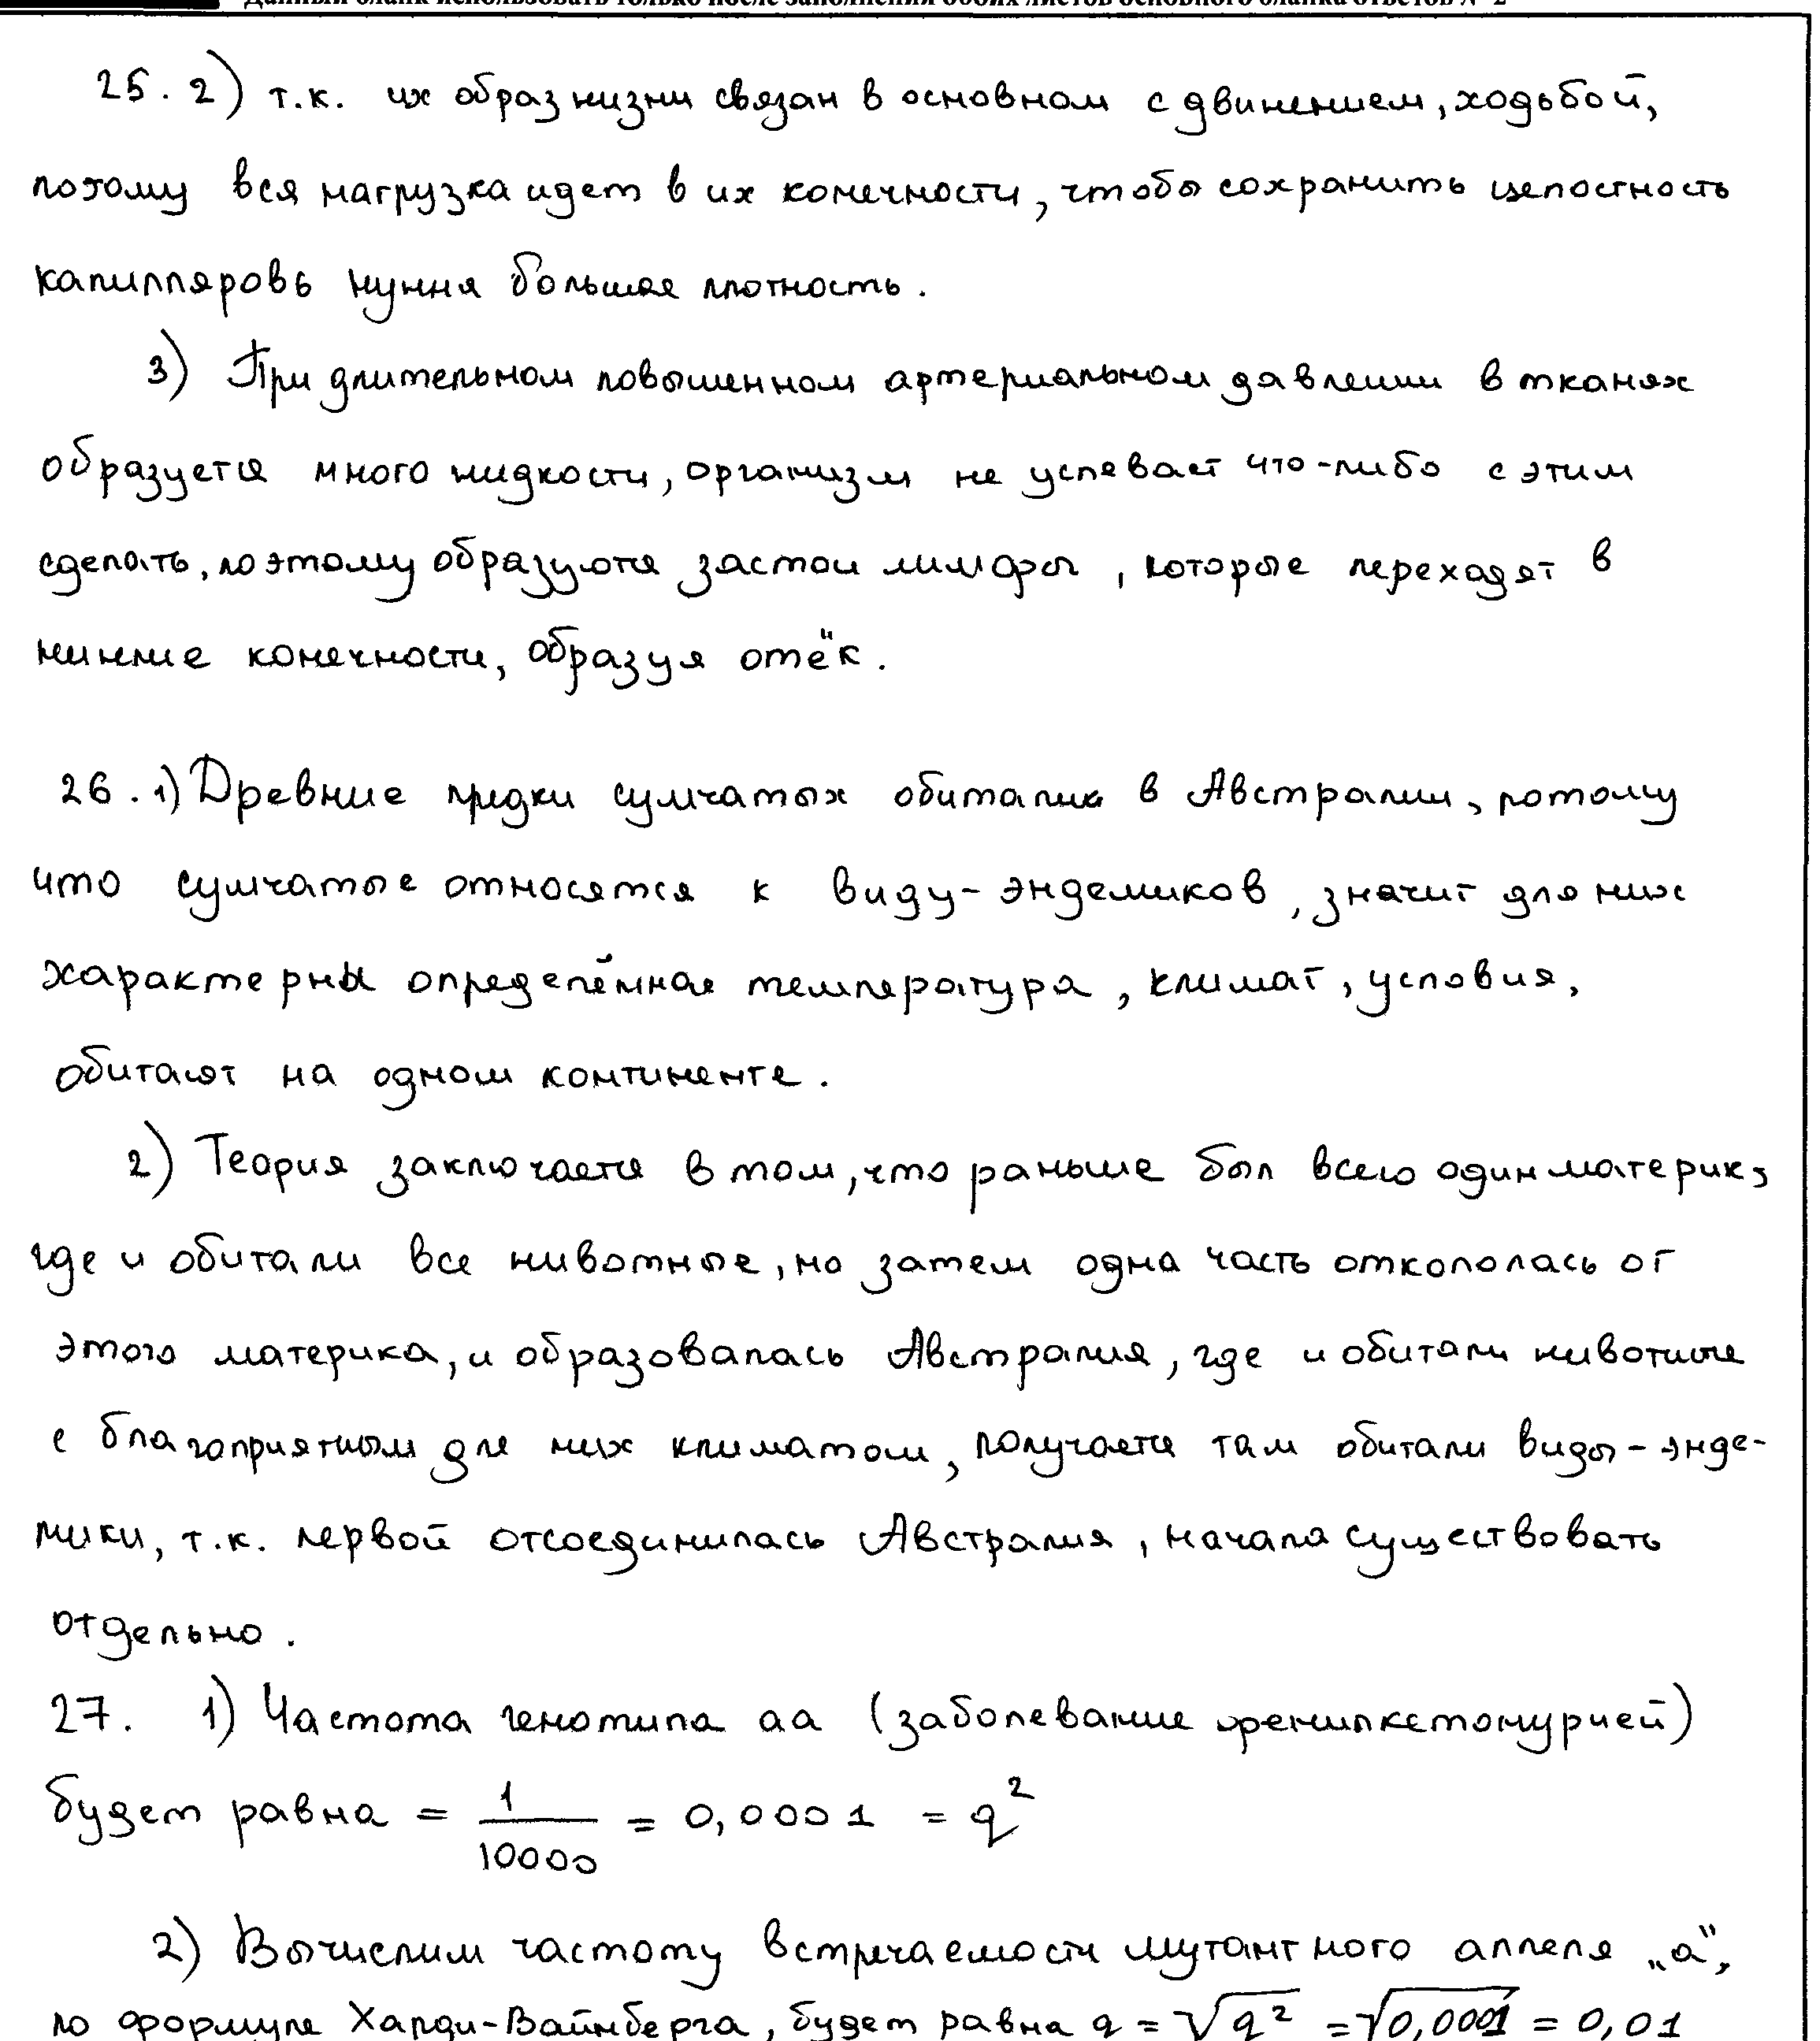 Данный бланк использовать только после заполнения обоих листов основного бланка ответов № 2
25. 2) т.к. их образ жизни связан в основном с движением, ходьбой,
потому вся нагрузка идет в их конечности, чтобы сохранить целостность
капилляровь нужня большая плотность.
3) При длительном повышенном артериальном давлении в тканях
образуется много жидкости, организм не успевает что-либо с этим
сделать, поэтому образуются застои лимфы, которые переходят в
нижние конечности, образуя отёк.
26. 1) Древние предки сумчатых обитали в Австралии, потому
что сумчатые относятся к виду-эндемиков, значит для них
характерны определённая температура, климат, условия,
обитают на одном континенте.
2) Теория заключается в том, что раньше был всего один материк,
где и обитали все животные, но затем одна часть откололась от
этого материка, и образовалась Австралия, где и обитали животные
с благоприятным для них климатом, получается там обитали виды-энде-
мики, т.к. первой отсоединилась Австралия, начала существовать
отдельно.
27. 1) Частота генотипа аа (заболевание фенилкетонурией)
будет равна = 1/10000 = 0,0001 = q²
2) Вычислим частоту встречаемости мутантного аллеля „а",
по формуле Харди-Вайнберга, будет равна q = √q² = √0,0001 = 0,01